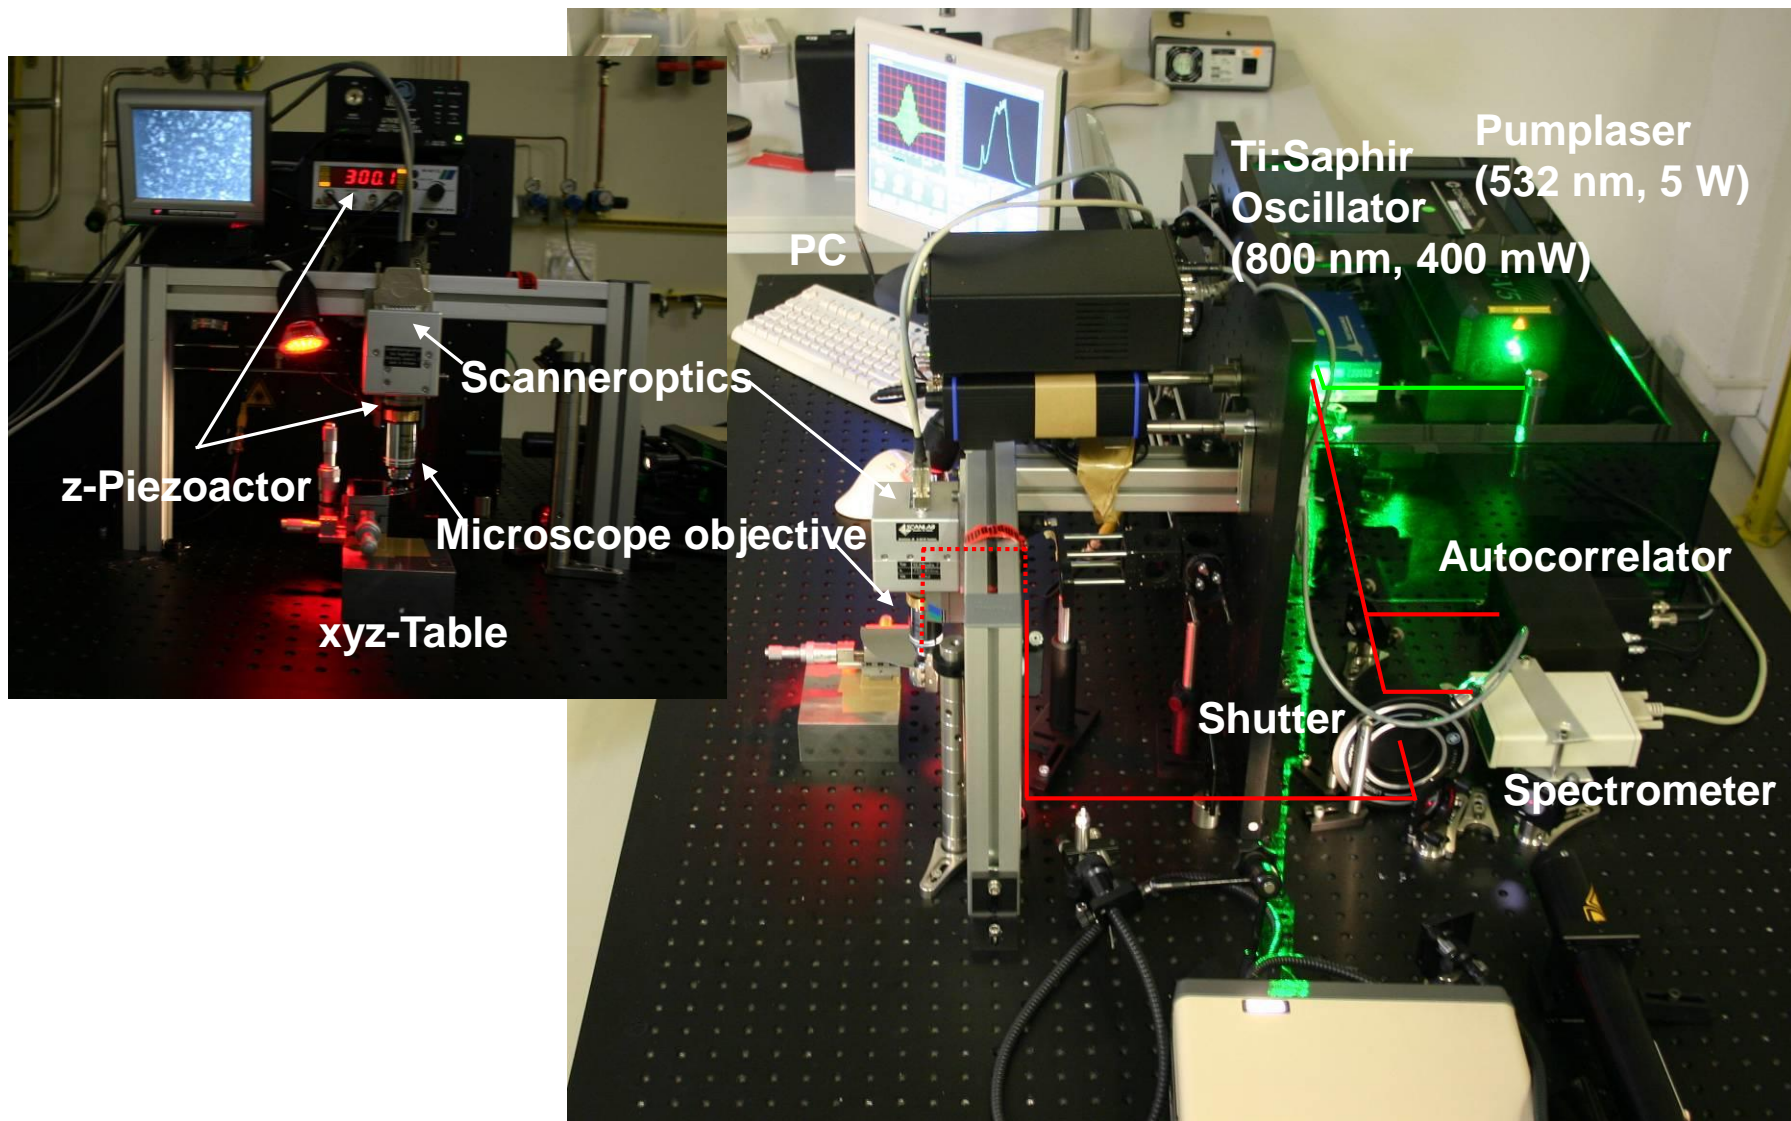 300.1
Scanneroptics
z-Piezoactor
Microscope objective
xyz-Table
PC
Ti:Saphir
Oscillator
(800 nm, 400 mW)
Pumplaser
(532 nm, 5 W)
Autocorrelator
Shutter
Spectrometer
SCANLAB